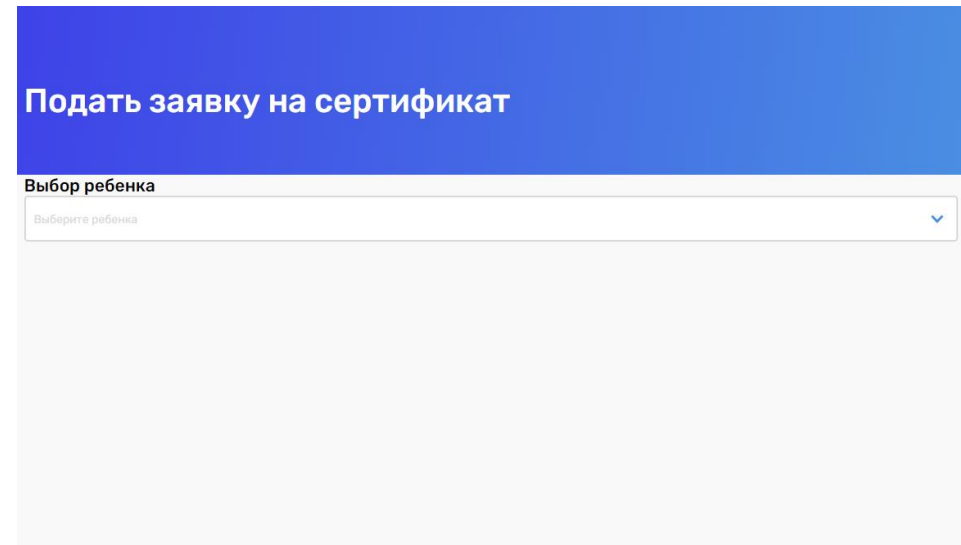 Подать заявку на сертификат
Выбор ребенка
Выберите ребенка